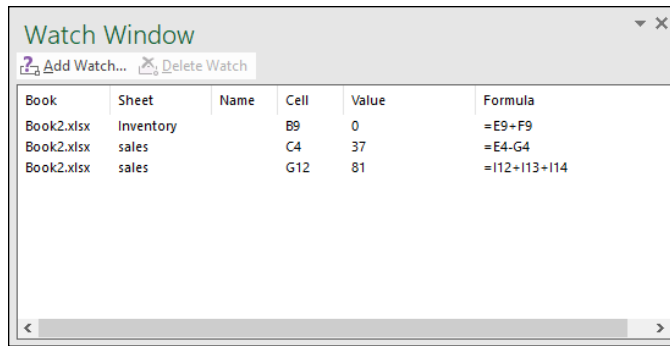 Watch Window
Add Watch... Delete Watch
Book Sheet Name Cell Value Formula
Book2.xlsx Inventory B9 0 =E9+F9
Book2.xlsx sales C4 37 =E4-G4
Book2.xlsx sales G12 81 =I12+I13+I14